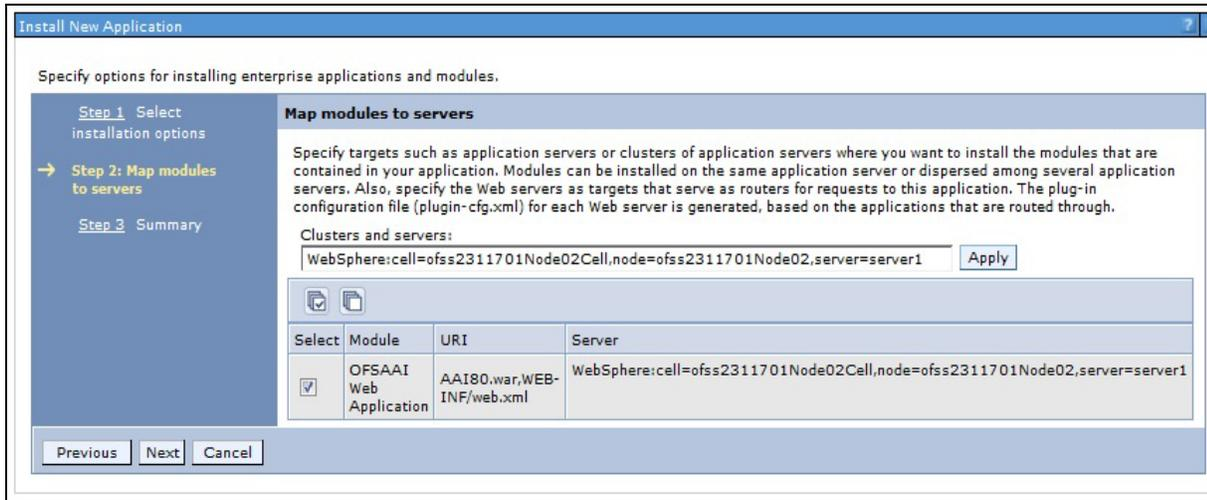 Install New Application
?
Specify options for installing enterprise applications and modules.
Step 1 Select
installation options
Step 2: Map modules
to servers
Step 3 Summary
Map modules to servers
Specify targets such as application servers or clusters of application servers where you want to install the modules that are
contained in your application. Modules can be installed on the same application server or dispersed among several application
servers. Also, specify the Web servers as targets that serve as routers for requests to this application. The plug-in
configuration file (plugin-cfg.xml) for each Web server is generated, based on the applications that are routed through.
Clusters and servers:
WebSphere:cell=ofss2311701Node02Cell,node=ofss2311701Node02,server=server1 Apply
Select Module URI Server
OFSAAI
Web
Application
AAI80.war,WEB-
INF/web.xml
WebSphere:cell=ofss2311701Node02Cell,node=ofss2311701Node02,server=server1
Previous Next Cancel